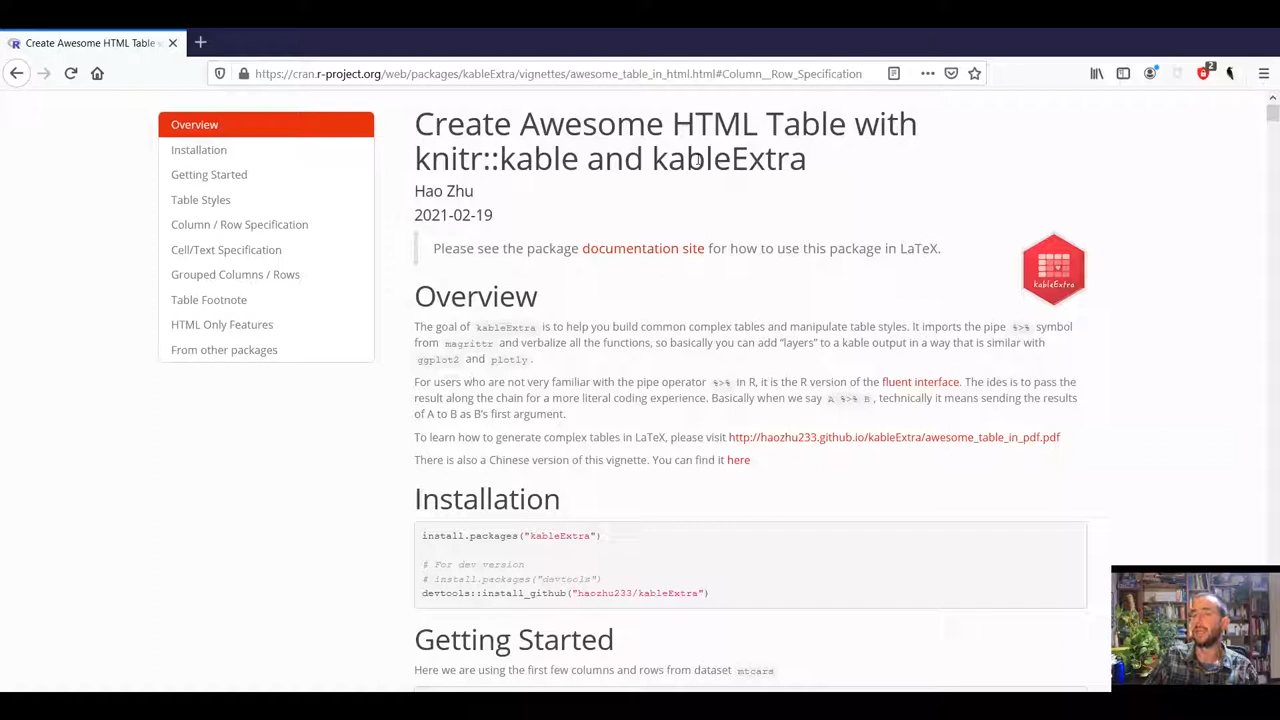 Create Awesome HTML Table w
https://cran.r-project.org/web/packages/kableExtra/vignettes/awesome_table_in_html.html#Column__Row_Specification
2
Overview
Installation
Getting Started
Table Styles
Column / Row Specification
Cell/Text Specification
Grouped Columns / Rows
Table Footnote
HTML Only Features
From other packages
Create Awesome HTML Table with
knitr::kable and kableExtra
Hao Zhu
2021-02-19
Please see the package documentation site for how to use this package in LaTeX.
kableExtra
Overview
The goal of kableExtra is to help you build common complex tables and manipulate table styles. It imports the pipe %>% symbol
from magrittr and verbalize all the functions, so basically you can add "layers" to a kable output in a way that is similar with
ggplot2 and plotly.
For users who are not very familiar with the pipe operator %>% in R, it is the R version of the fluent interface. The ides is to pass the
result along the chain for a more literal coding experience. Basically when we say A %>% B, technically it means sending the results
of A to B as B's first argument.
To learn how to generate complex tables in LaTeX, please visit http://haozhu233.github.io/kableExtra/awesome_table_in_pdf.pdf
There is also a Chinese version of this vignette. You can find it here
Installation
install.packages("kableExtra")
# For dev version
# install.packages("devtools")
devtools::install_github("haozhu233/kableExtra")
Getting Started
Here we are using the first few columns and rows from dataset mtcars